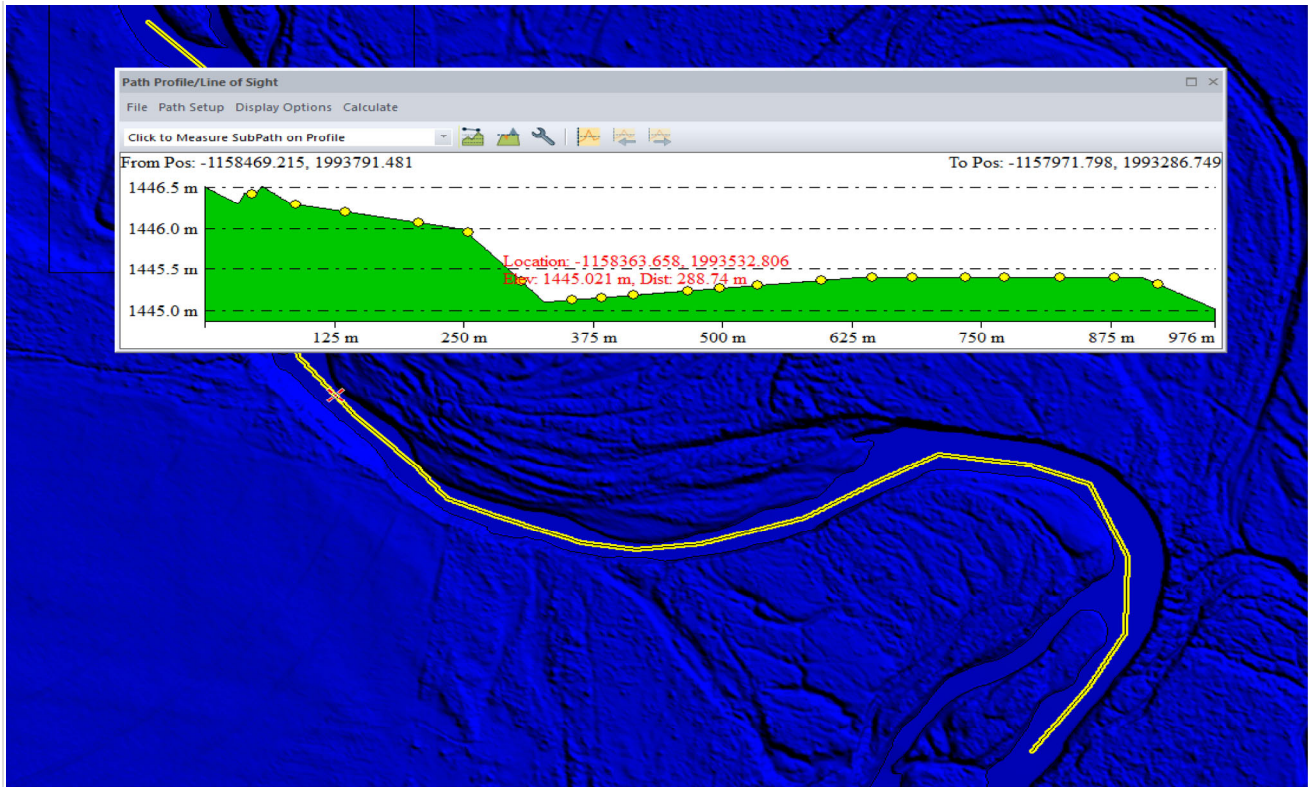 Path Profile/Line of Sight
File Path Setup Display Options Calculate
Click to Measure SubPath on Profile
From Pos: -1158469.215, 1993791.481 To Pos: -1157971.798, 1993286.749
1446.5 m
1446.0 m
1445.5 m
1445.0 m
Location: -1158363.658, 1993532.806
Elev: 1445.021 m, Dist: 288.74 m
125 m 250 m 375 m 500 m 625 m 750 m 875 m 976 m